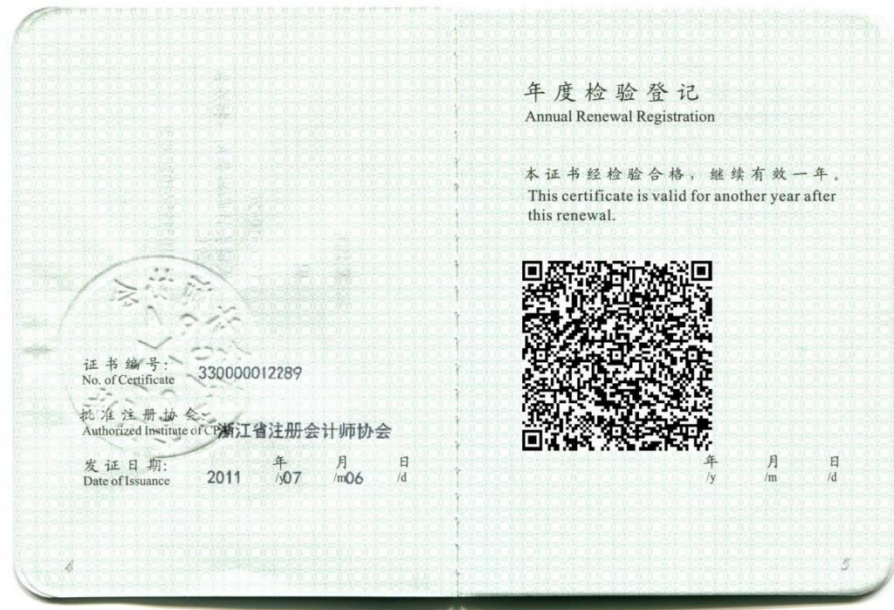 证书编号:
No. of Certificate 330000012289
批准注册协会:
Authorized Institute of CP 浙江省注册会计师协会
发证日期: 年 月 日
Date of Issuance 2011 /y 07 /m 06 /d
4
年度检验登记
Annual Renewal Registration
本证书经检验合格，继续有效一年。
This certificate is valid for another year after
this renewal.
年 月 日
/y /m /d
5